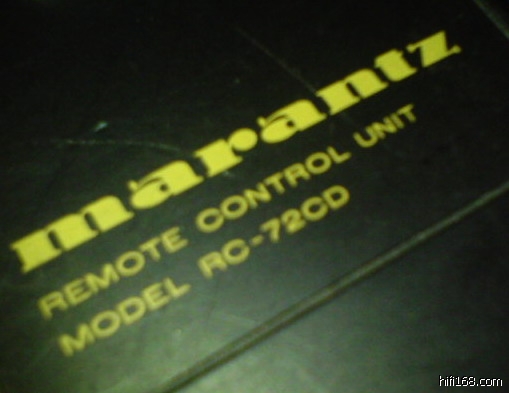 marantz
REMOTE CONTROL UNIT
MODEL RC-72CD
hifi168.com